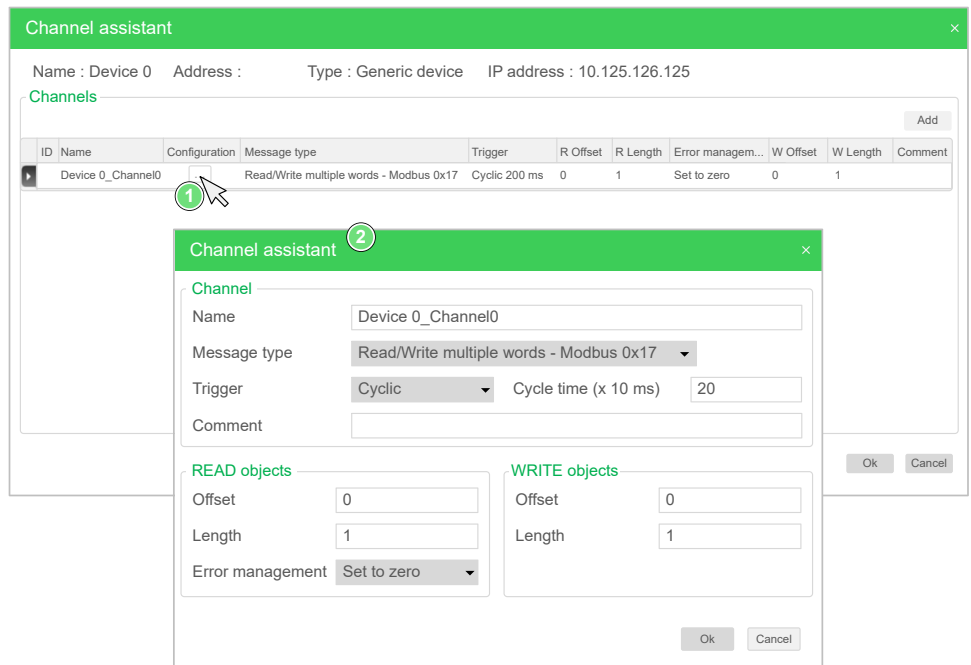 Channel assistant ×
Name : Device 0 Address : Type : Generic device IP address : 10.125.126.125
Channels
Add
ID Name Configuration Message type Trigger R Offset R Length Error managem... W Offset W Length Comment
Device 0_Channel0 ... Read/Write multiple words - Modbus 0x17 Cyclic 200 ms 0 1 Set to zero 0 1
1
2
Channel assistant ×
Channel
Name Device 0_Channel0
Message type Read/Write multiple words - Modbus 0x17
Trigger Cyclic Cycle time (x 10 ms) 20
Comment
Ok Cancel
READ objects WRITE objects
Offset 0 Offset 0
Length 1 Length 1
Error management Set to zero
Ok Cancel